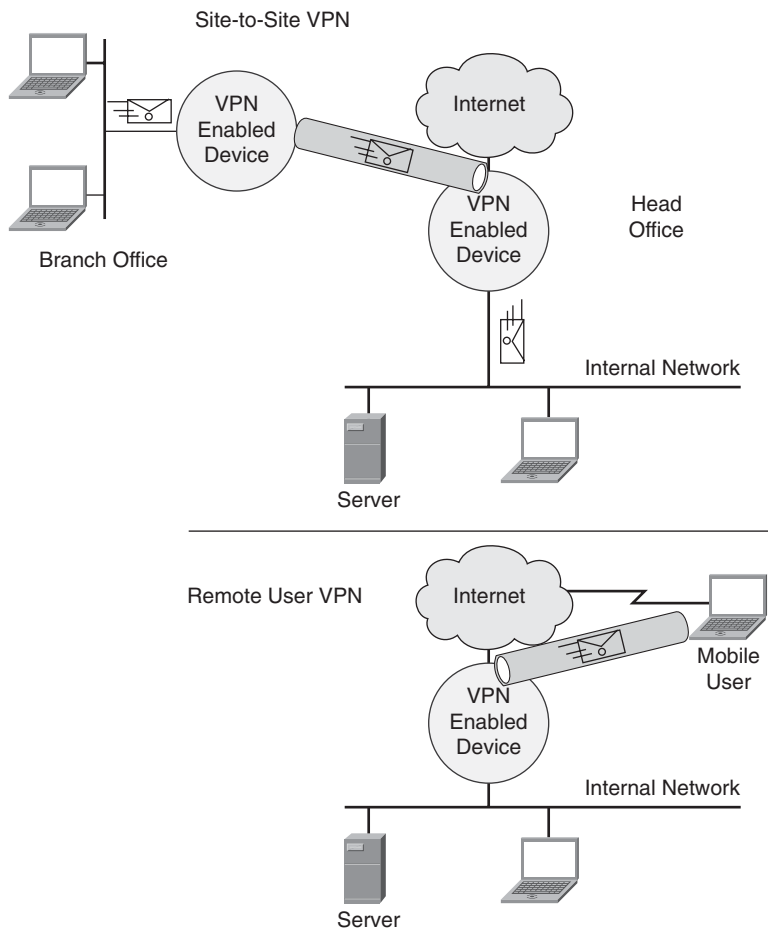 Site-to-Site VPN
VPN
Enabled
Device
Internet
VPN
Enabled
Device
Head
Office
Branch Office
Internal Network
Server
Remote User VPN
Internet
Mobile
User
VPN
Enabled
Device
Internal Network
Server